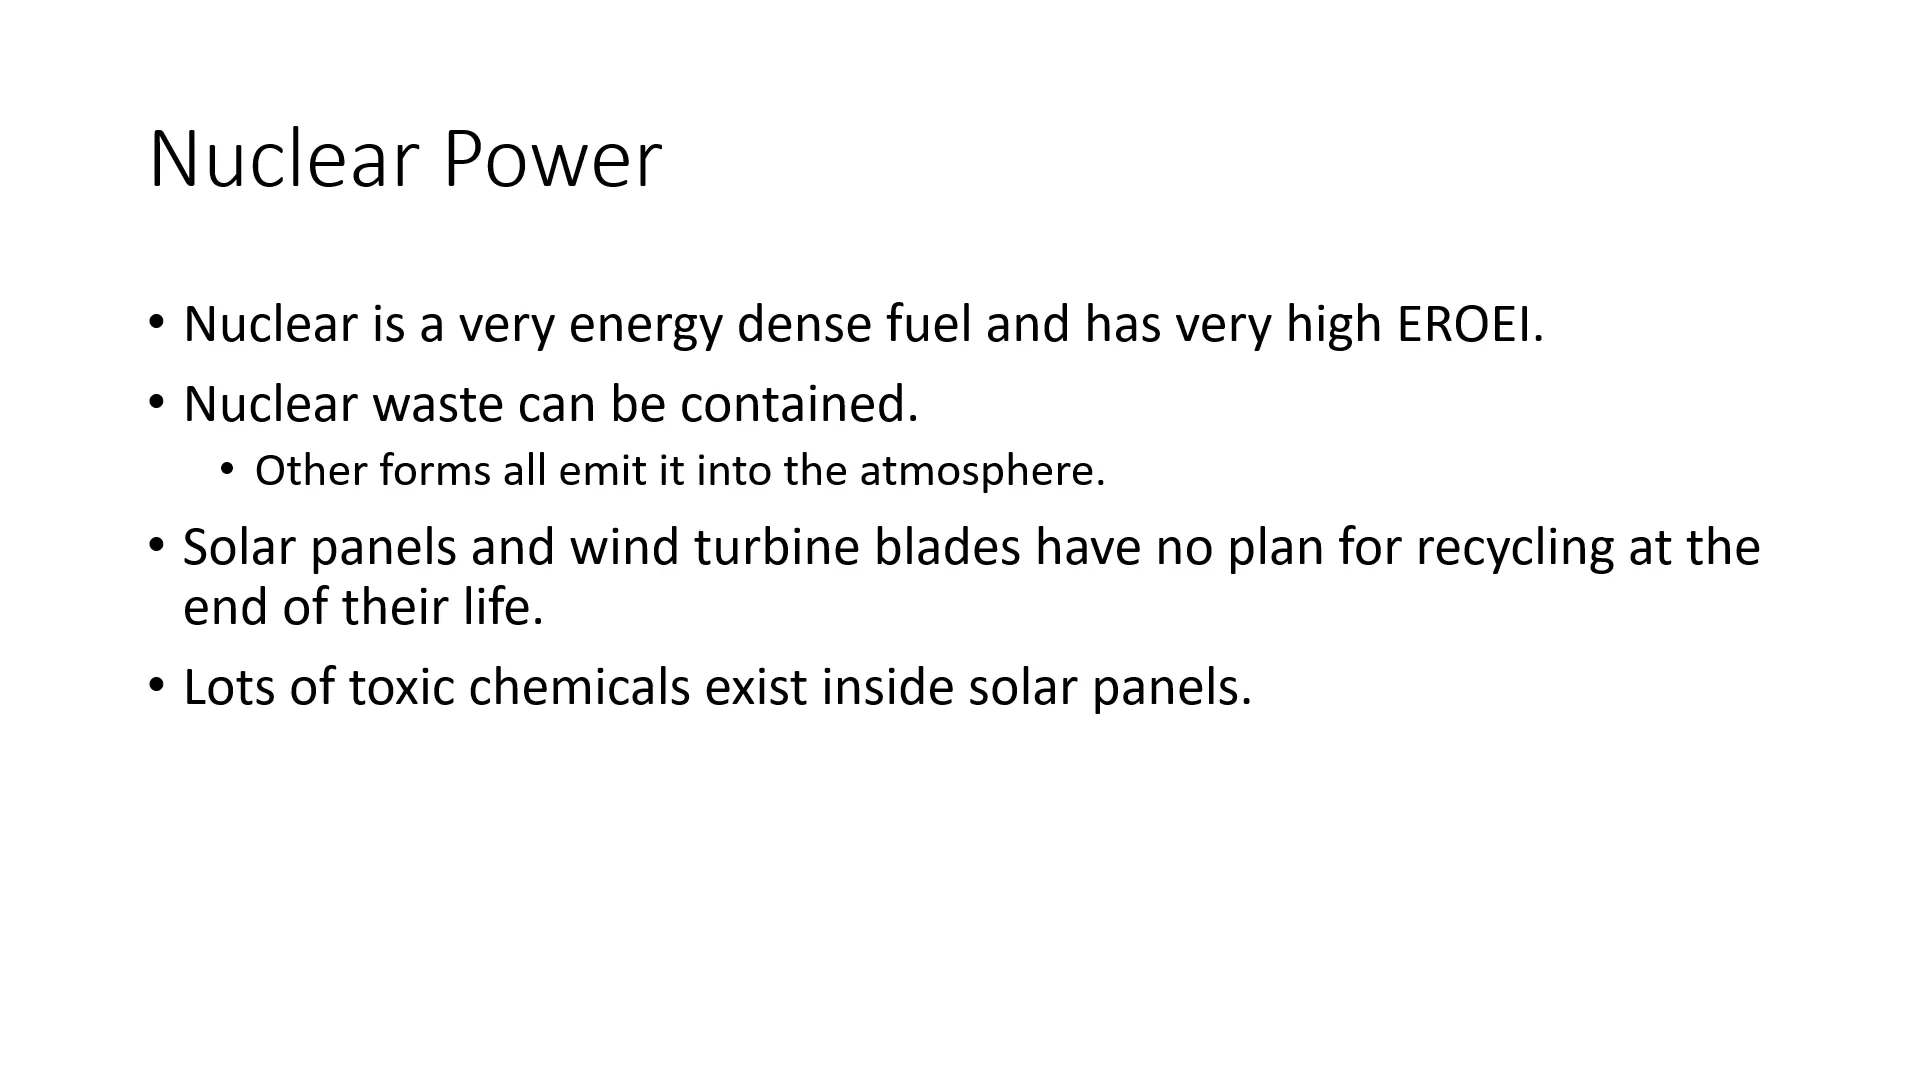 Nuclear Power
• Nuclear is a very energy dense fuel and has very high EROEI.
• Nuclear waste can be contained.
• Other forms all emit it into the atmosphere.
• Solar panels and wind turbine blades have no plan for recycling at the
end of their life.
• Lots of toxic chemicals exist inside solar panels.